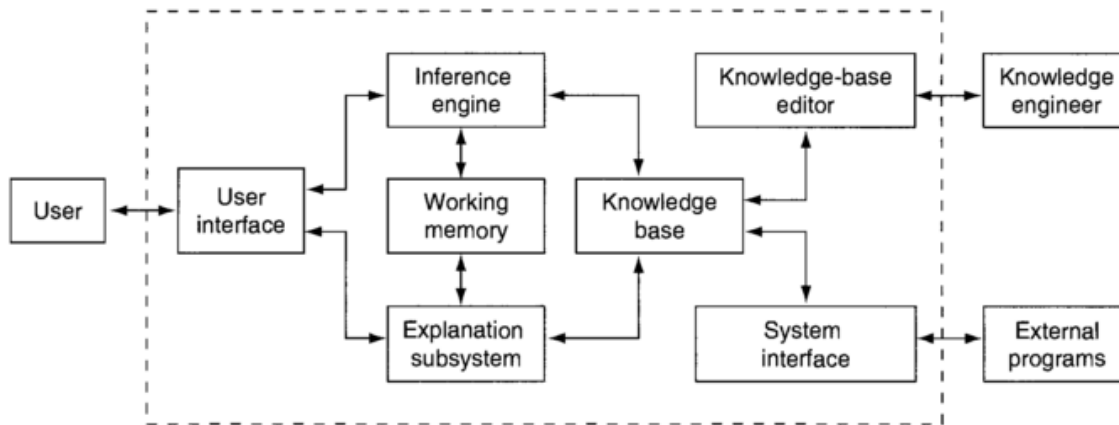 Inference
engine
Knowledge-base
editor
Knowledge
engineer
User
User
interface
Working
memory
Knowledge
base
Explanation
subsystem
System
interface
External
programs